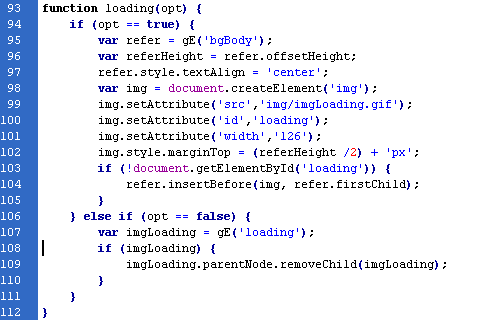 93 function loading(opt) {
94     if (opt == true) {
95         var refer = gE('bgBody');
96         var referHeight = refer.offsetHeight;
97         refer.style.textAlign = 'center';
98         var img = document.createElement('img');
99         img.setAttribute('src','img/imgLoading.gif');
100         img.setAttribute('id','loading');
101         img.setAttribute('width','126');
102         img.style.marginTop = (referHeight /2) + 'px';
103         if (!document.getElementById('loading')) {
104             refer.insertBefore(img, refer.firstChild);
105         }
106     } else if (opt == false) {
107         var imgLoading = gE('loading');
108         if (imgLoading) {
109             imgLoading.parentNode.removeChild(imgLoading);
110         }
111     }
112 }